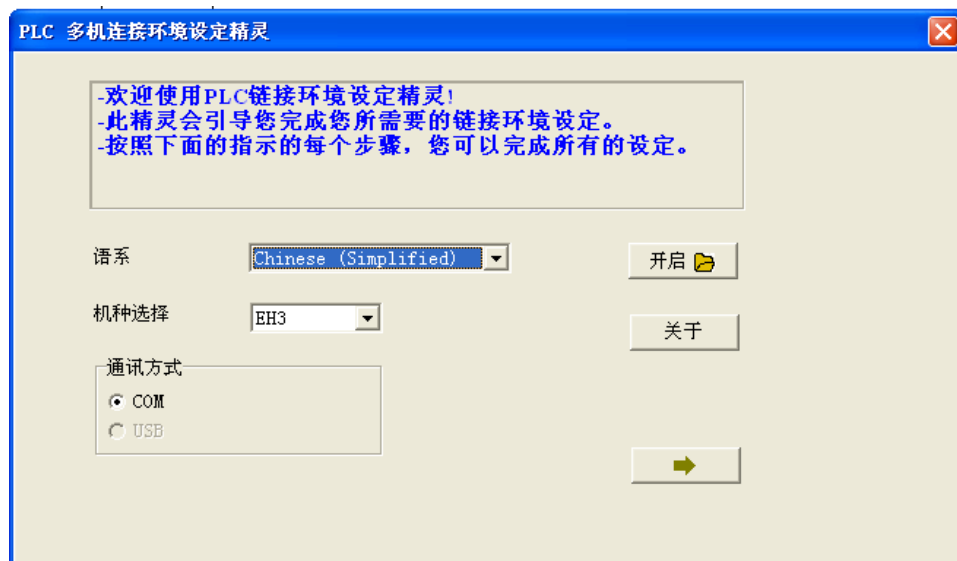 PLC 多机连接环境设定精灵
-欢迎使用PLC链接环境设定精灵!
-此精灵会引导您完成您所需要的链接环境设定。
-按照下面的指示的每个步骤，您可以完成所有的设定。
语系
Chinese (Simplified)
开启
机种选择
EH3
关于
通讯方式
COM
USB